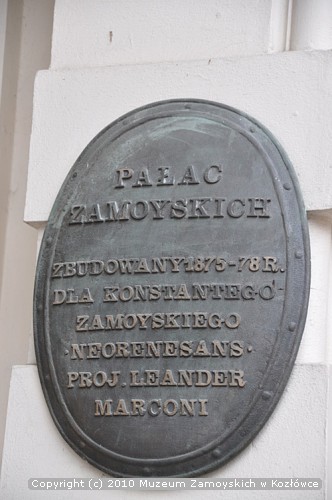 PAŁAC
ZAMOYSKICH
ZBUDOWANY 1875-78 R.
DLA KONSTANTEGO
ZAMOYSKIEGO
·NEORENESANS·
PROJ. LEANDER
MARCONI
Copyright (c) 2010 Muzeum Zamoyskich w Kozłówce